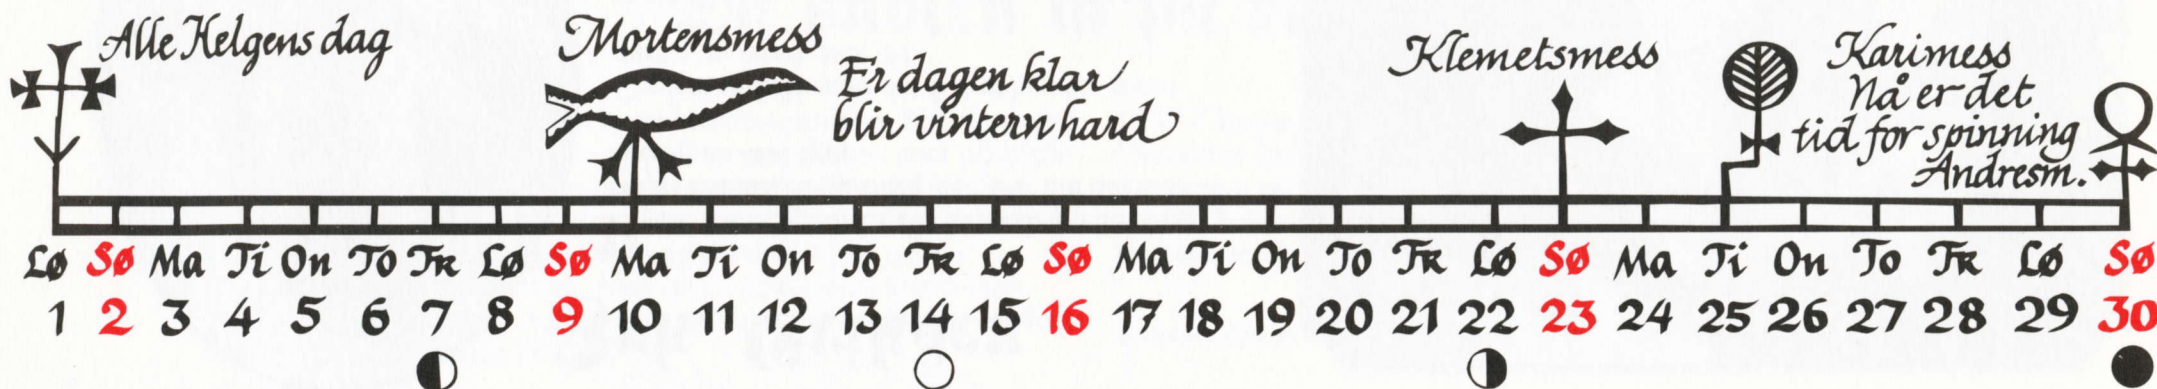 Alle Helgens dag
Mortensmess
Er dagen klar
blir vintern hard
Klemetsmess
Karimess
Nå er det
tid for spinning
Andresm.
Lø Sø Ma Ti On To Fr Lø Sø Ma Ti On To Fr Lø Sø Ma Ti On To Fr Lø Sø Ma Ti On To Fr Lø Sø
1 2 3 4 5 6 7 8 9 10 11 12 13 14 15 16 17 18 19 20 21 22 23 24 25 26 27 28 29 30